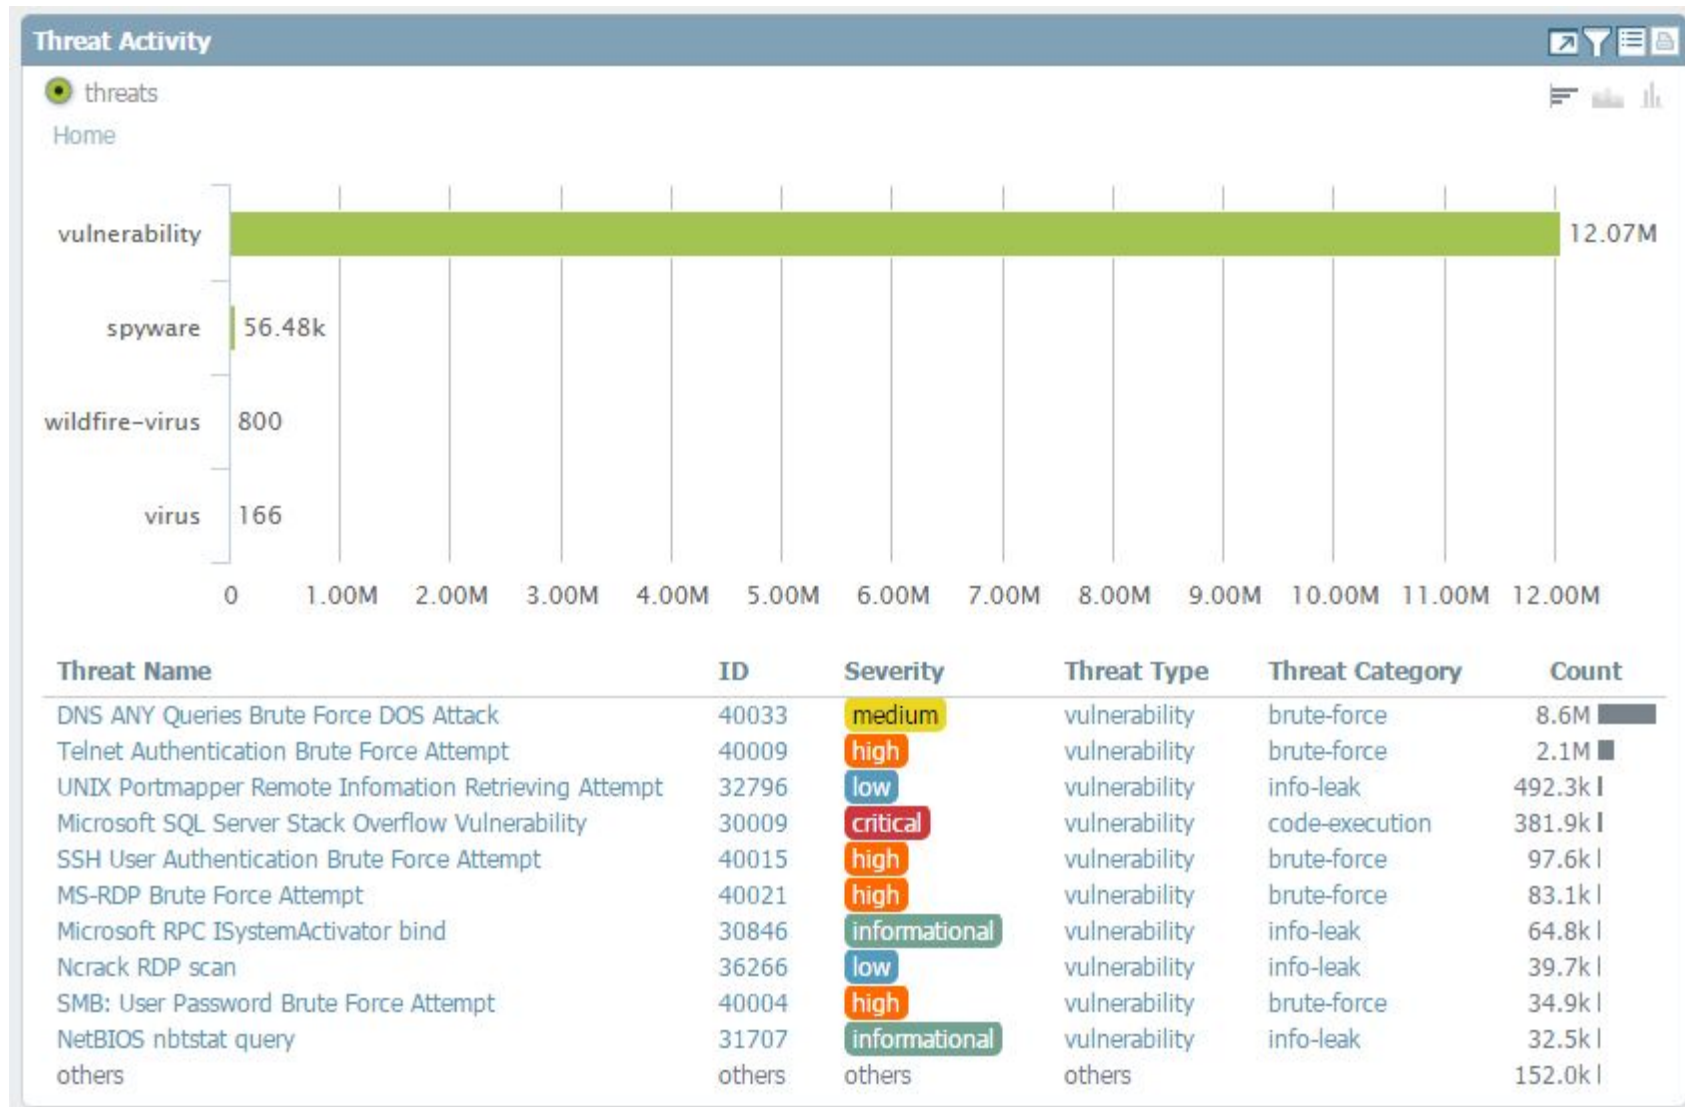 Threat Activity
threats
Home
vulnerability 12.07M
spyware 56.48k
wildfire-virus 800
virus 166
0 1.00M 2.00M 3.00M 4.00M 5.00M 6.00M 7.00M 8.00M 9.00M 10.00M 11.00M 12.00M
Threat Name ID Severity Threat Type Threat Category Count
DNS ANY Queries Brute Force DOS Attack 40033 medium vulnerability brute-force 8.6M
Telnet Authentication Brute Force Attempt 40009 high vulnerability brute-force 2.1M
UNIX Portmapper Remote Infomation Retrieving Attempt 32796 low vulnerability info-leak 492.3k
Microsoft SQL Server Stack Overflow Vulnerability 30009 critical vulnerability code-execution 381.9k
SSH User Authentication Brute Force Attempt 40015 high vulnerability brute-force 97.6k
MS-RDP Brute Force Attempt 40021 high vulnerability brute-force 83.1k
Microsoft RPC ISystemActivator bind 30846 informational vulnerability info-leak 64.8k
Ncrack RDP scan 36266 low vulnerability info-leak 39.7k
SMB: User Password Brute Force Attempt 40004 high vulnerability brute-force 34.9k
NetBIOS nbtstat query 31707 informational vulnerability info-leak 32.5k
others others others others 152.0k